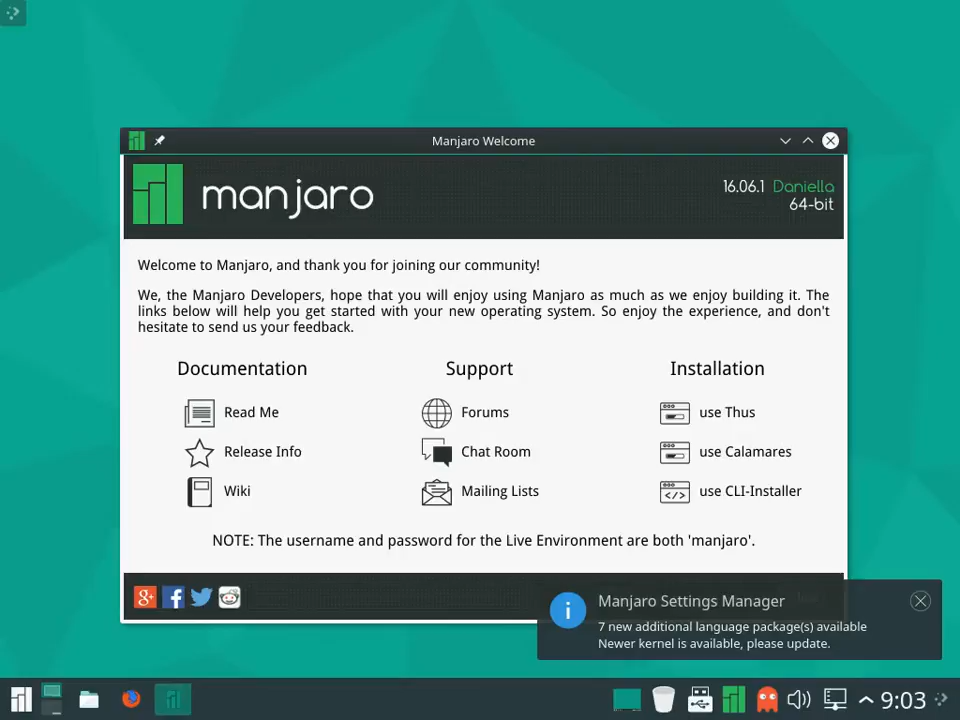 Manjaro Welcome
manjaro
16.06.1 Daniella
64-bit
Welcome to Manjaro, and thank you for joining our community!
We, the Manjaro Developers, hope that you will enjoy using Manjaro as much as we enjoy building it. The
links below will help you get started with your new operating system. So enjoy the experience, and don't
hesitate to send us your feedback.
Documentation
Support
Installation
Read Me
Forums
use Thus
Release Info
Chat Room
use Calamares
Wiki
Mailing Lists
use CLI-Installer
NOTE: The username and password for the Live Environment are both 'manjaro'.
Manjaro Settings Manager
7 new additional language package(s) available
Newer kernel is available, please update.
9:03